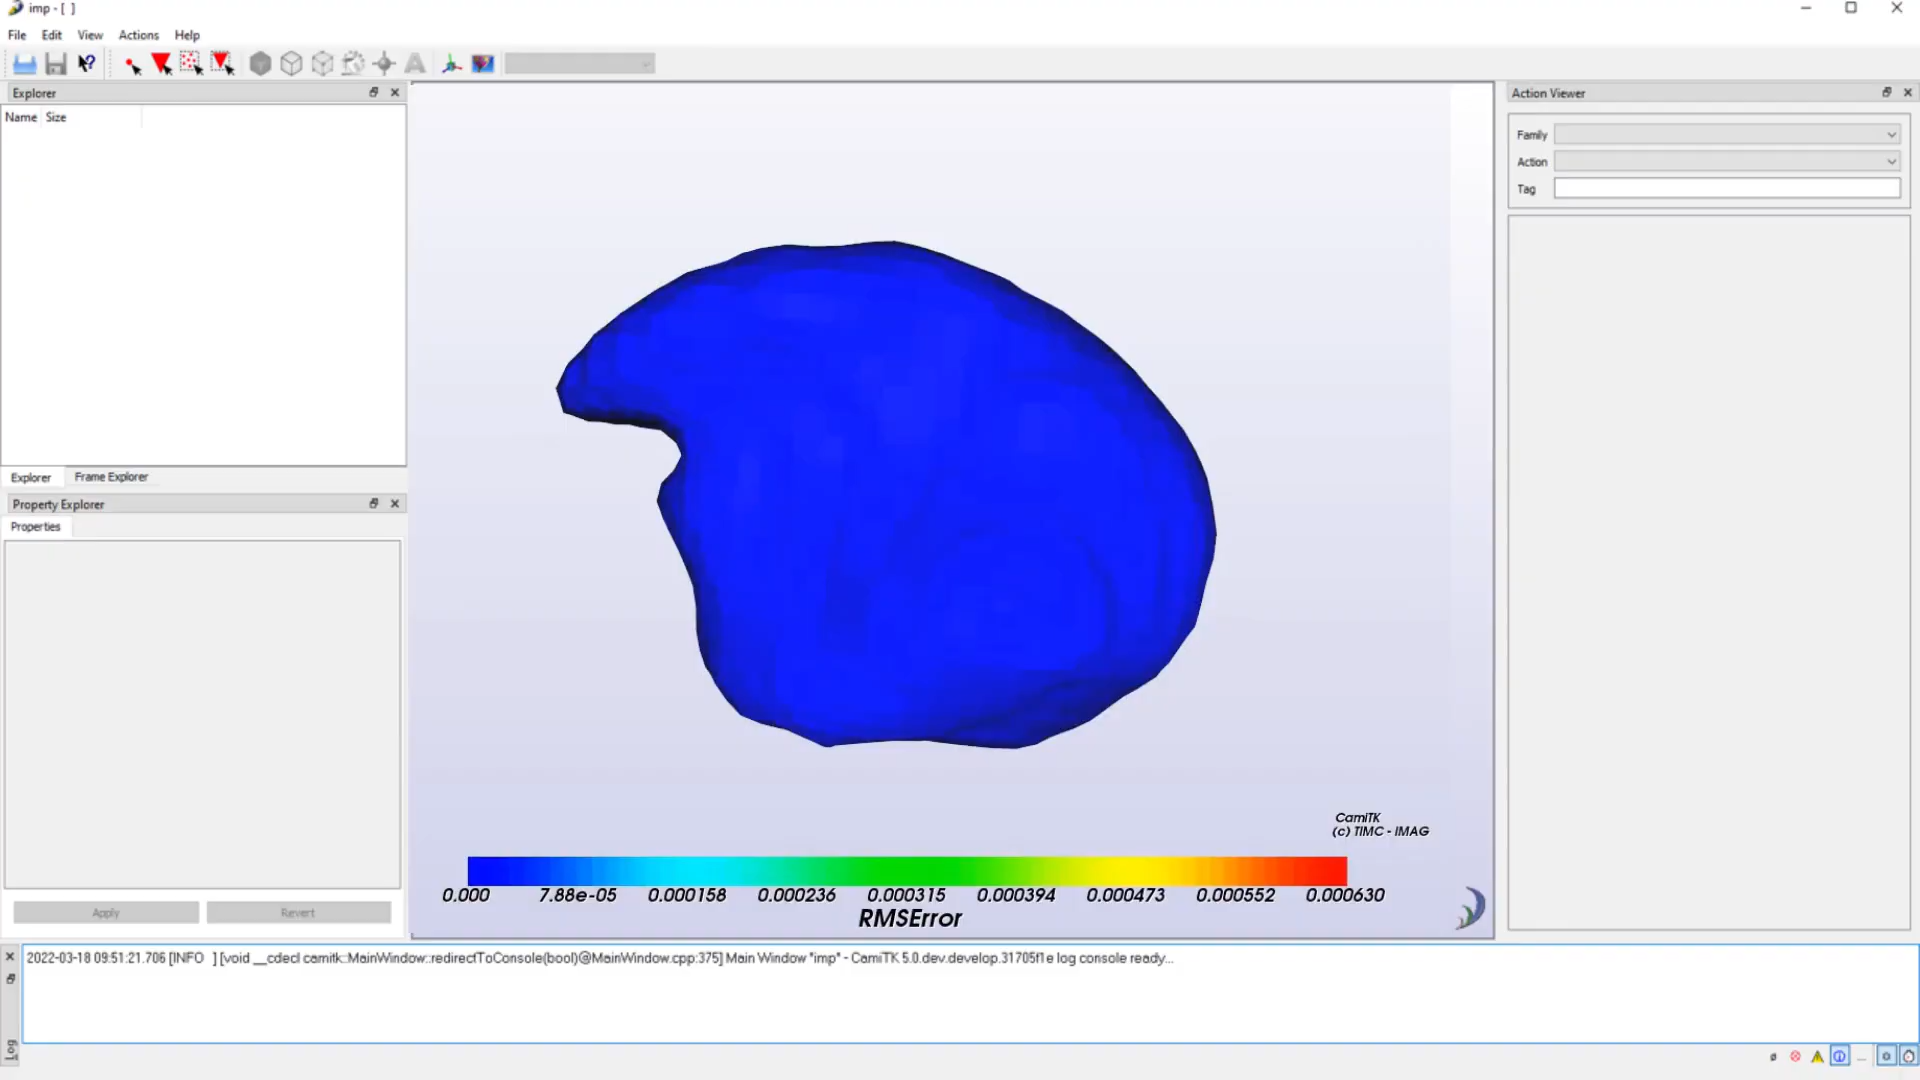 imp - [ ]
File Edit View Actions Help
Explorer
Name Size
Explorer Frame Explorer
Property Explorer
Properties
Apply Revert
CamiTK
(c) TIMC - IMAG
0.000 7.88e-05 0.000158 0.000236 0.000315 0.000394 0.000473 0.000552 0.000630
RMSError
Action Viewer
Family
Action
Tag
2022-03-18 09:51:21.706 [INFO ] [void __cdecl camitk::MainWindow::redirectToConsole(bool)@MainWindow.cpp:375] Main Window "imp" - CamiTK 5.0.dev.develop.31705f1e log console ready...
Log